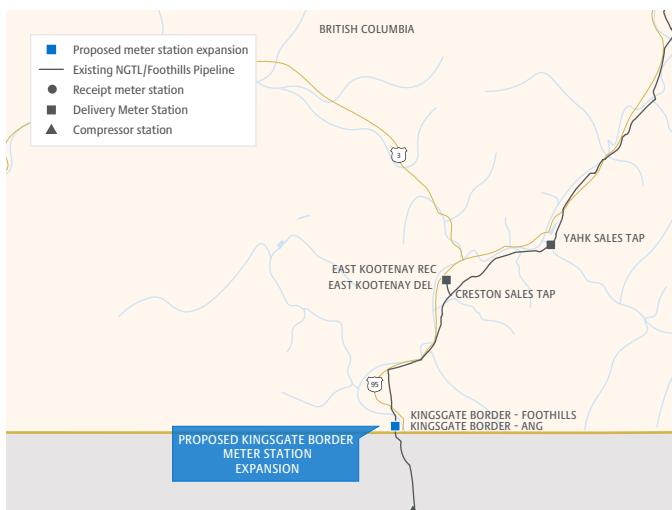 BRITISH COLUMBIA
Proposed meter station expansion
Existing NGTL/Foothills Pipeline
Receipt meter station
Delivery Meter Station
Compressor station
3
YAHK SALES TAP
EAST KOOTENAY REC
EAST KOOTENAY DEL
CRESTON SALES TAP
95
KINGSGATE BORDER - FOOTHILLS
KINGSGATE BORDER - ANG
PROPOSED KINGSGATE BORDER
METER STATION
EXPANSION